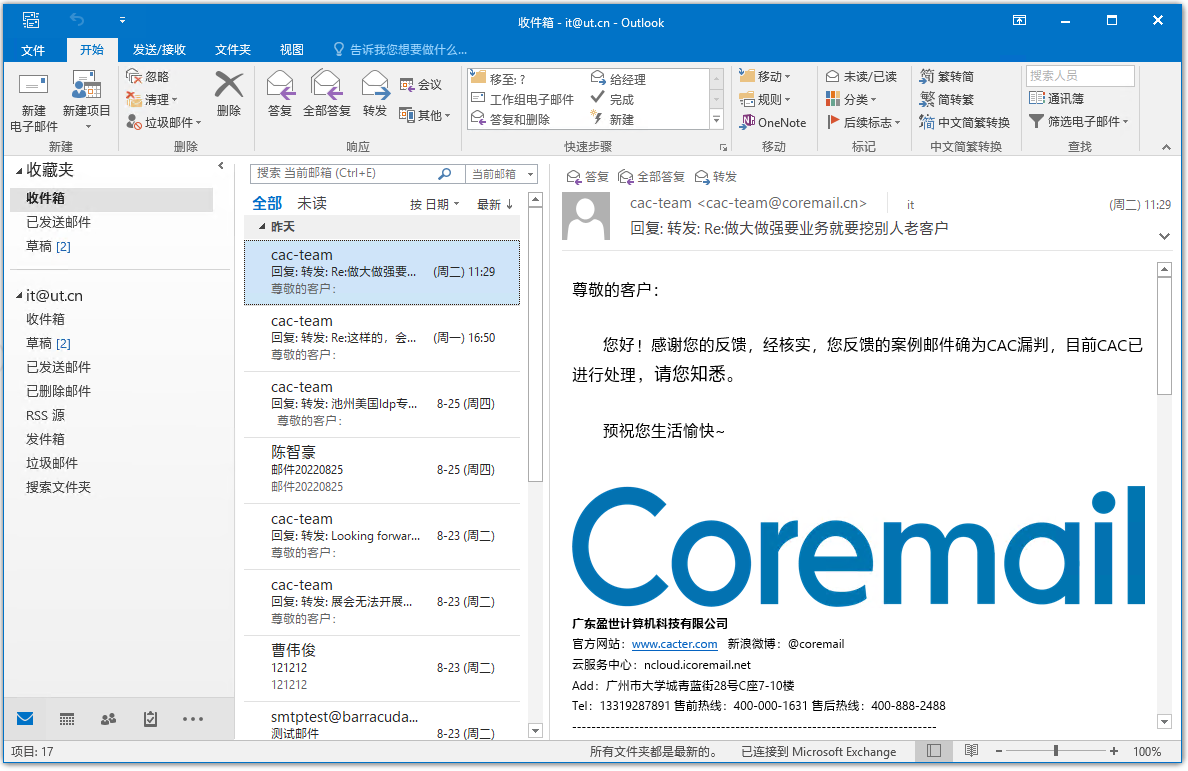 收件箱 - it@ut.cn - Outlook
文件 开始 发送/接收 文件夹 视图 告诉我您想要做什么...
新建
电子邮件
新建项目
新建
忽略
清理
垃圾邮件
删除
删除
答复
全部答复
转发
会议
其他
响应
移至: ?
工作组电子邮件
答复和删除
给经理
完成
新建
快速步骤
移动
规则
OneNote
移动
未读/已读
分类
后续标志
标记
繁转简
简转繁
中文简繁转换
中文简繁转换
搜索人员
通讯簿
筛选电子邮件
查找
收藏夹
收件箱
已发送邮件
草稿 [2]
it@ut.cn
收件箱
草稿 [2]
已发送邮件
已删除邮件
RSS 源
发件箱
垃圾邮件
搜索文件夹
搜索 当前邮箱 (Ctrl+E)
当前邮箱
全部 未读
按 日期 最新 ↓
昨天
cac-team
回复: 转发: Re:做大做强要... (周二) 11:29
尊敬的客户:
cac-team
回复: 转发: Re:这样的，会... (周一) 16:50
尊敬的客户:
cac-team
回复: 转发: 池州美国ldp专... 8-25 (周四)
尊敬的客户:
陈智豪
邮件20220825 8-25 (周四)
邮件20220825
cac-team
回复: 转发: Looking forwar... 8-23 (周二)
尊敬的客户:
cac-team
回复: 转发: 展会无法开展... 8-23 (周二)
尊敬的客户:
曹伟俊
121212 8-23 (周二)
121212
smtptest@barracuda...
测试邮件 8-23 (周二)
答复 全部答复 转发
cac-team <cac-team@coremail.cn> it (周二) 11:29
回复: 转发: Re:做大做强要业务就要挖别人老客户
尊敬的客户：
您好！感谢您的反馈，经核实，您反馈的案例邮件确为CAC漏判，目前CAC已
进行处理，请您知悉。
预祝您生活愉快~
Coremail
广东盈世计算机科技有限公司
官方网站：www.cacter.com 新浪微博：@coremail
云服务中心：ncloud.icoremail.net
Add：广州市大学城青蓝街28号C座7-10楼
Tel：13319287891 售前热线：400-000-1631 售后热线：400-888-2488
--------------------------------------------------------------------------
项目: 17
所有文件夹都是最新的。 已连接到 Microsoft Exchange
100%